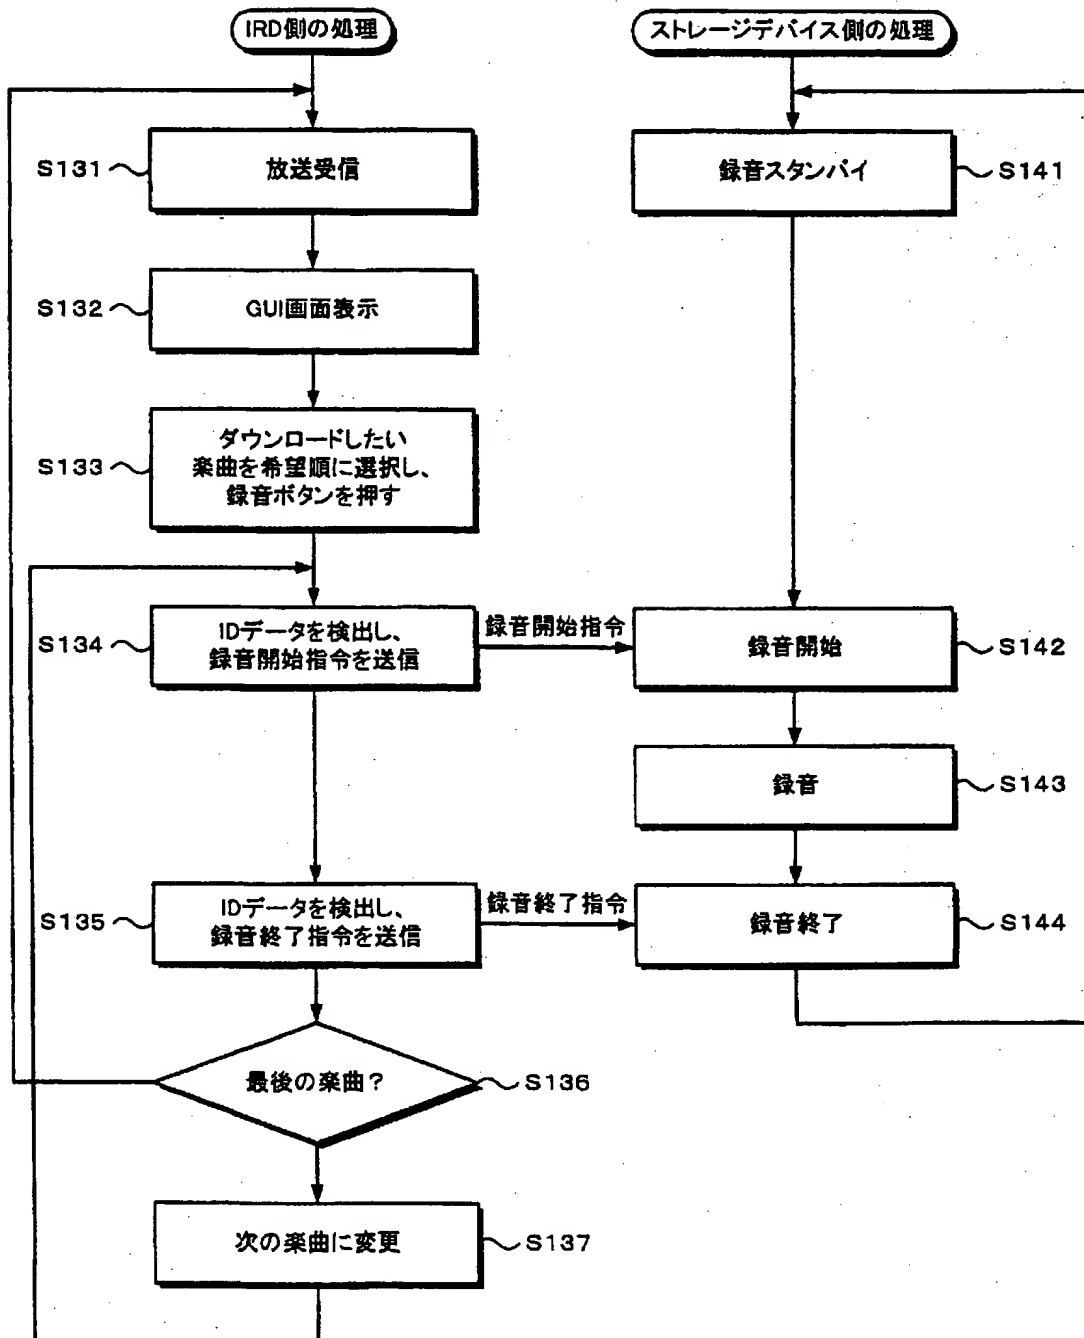 IRD側の処理
S131
放送受信
S132
GUI画面表示
S133
ダウンロードしたい
楽曲を希望順に選択し、
録音ボタンを押す
S134
IDデータを検出し、
録音開始指令を送信
録音開始指令
S135
IDデータを検出し、
録音終了指令を送信
録音終了指令
最後の楽曲?
S136
次の楽曲に変更
S137
ストレージデバイス側の処理
録音スタンバイ
S141
録音開始
S142
録音
S143
録音終了
S144